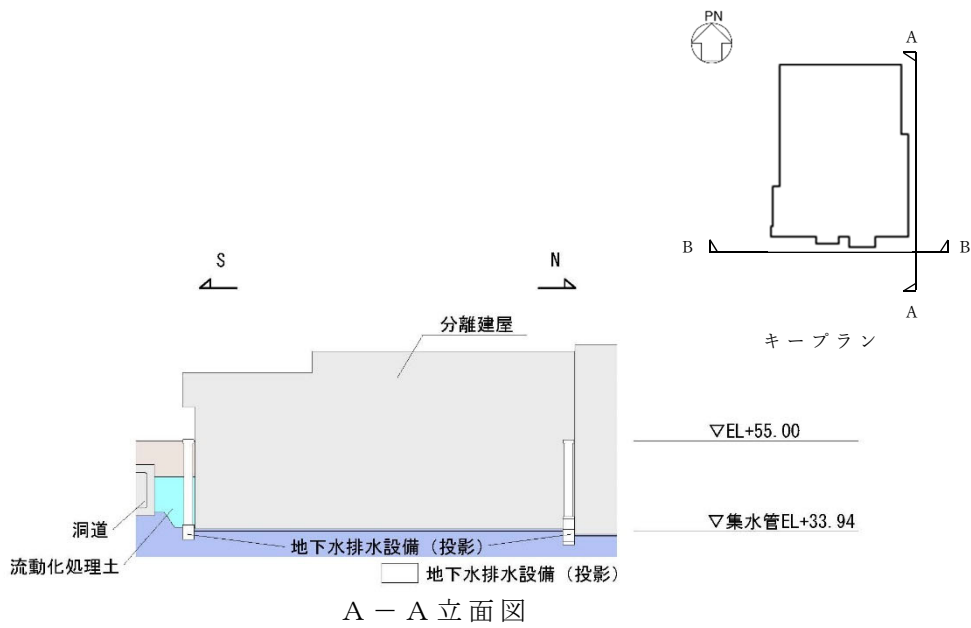 PN
A
B
B
A
キープラン
S
N
分離建屋
▽EL+55.00
▽集水管EL+33.94
洞道
地下水排水設備（投影）
流動化処理土
地下水排水設備（投影）
A－A立面図